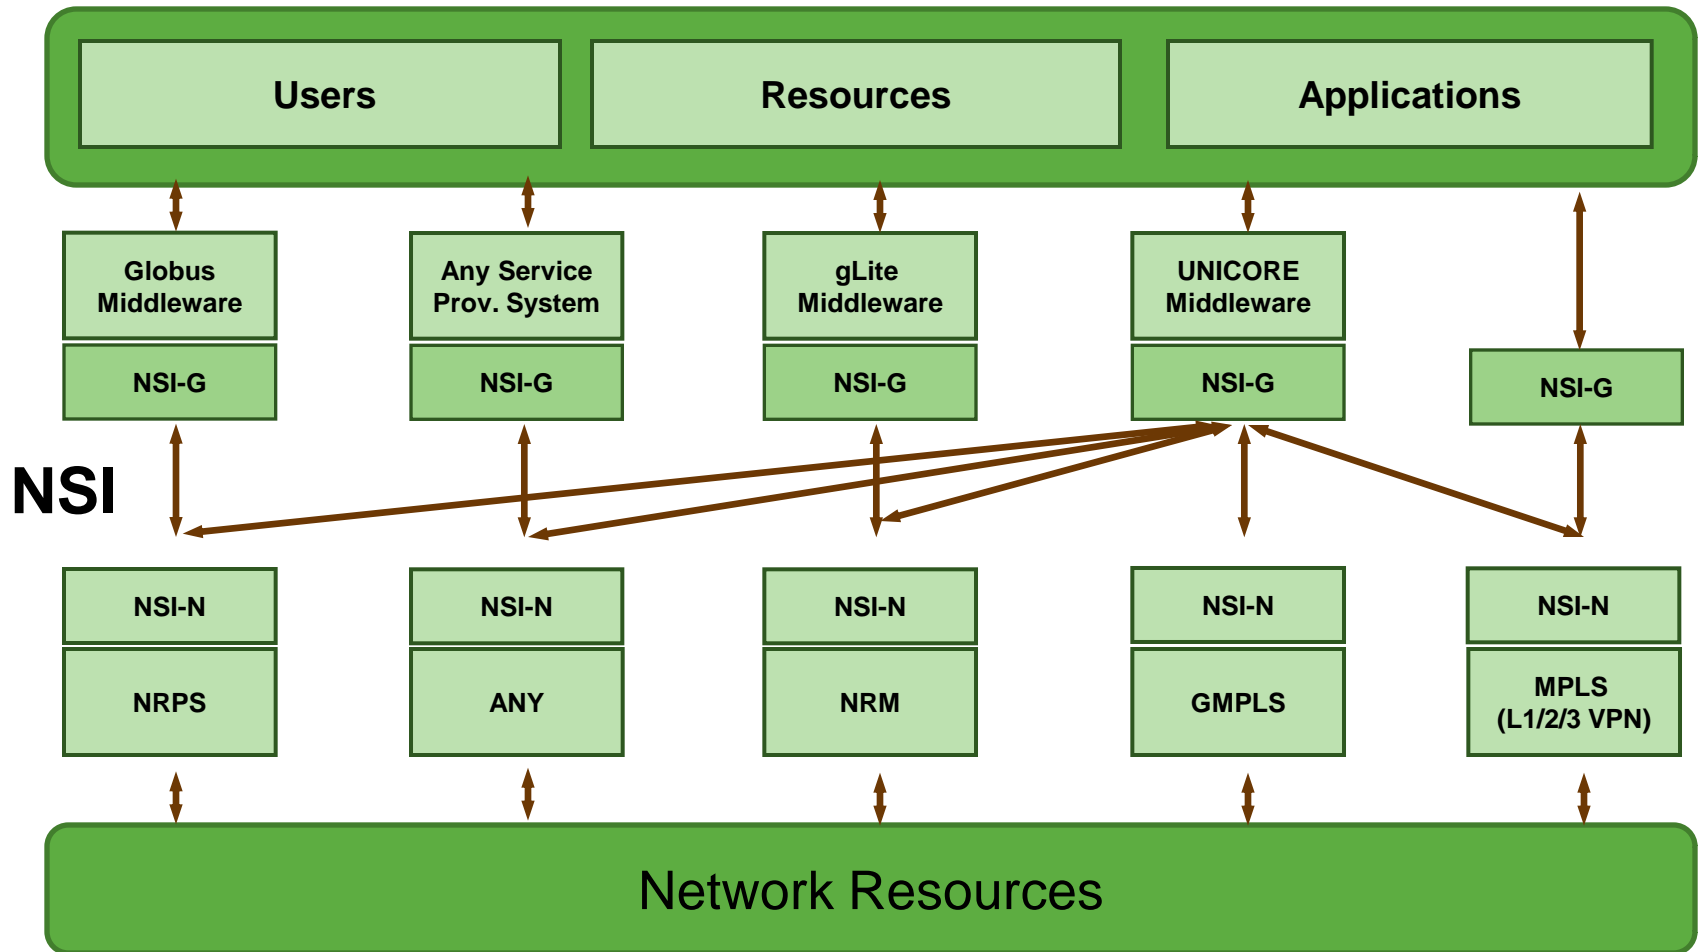 Users
Resources
Applications
Globus
Middleware
Any Service
Prov. System
gLite
Middleware
UNICORE
Middleware
NSI-G
NSI-G
NSI-G
NSI-G
NSI-G
NSI
NSI-N
NSI-N
NSI-N
NSI-N
NSI-N
NRPS
ANY
NRM
GMPLS
MPLS
(L1/2/3 VPN)
Network Resources